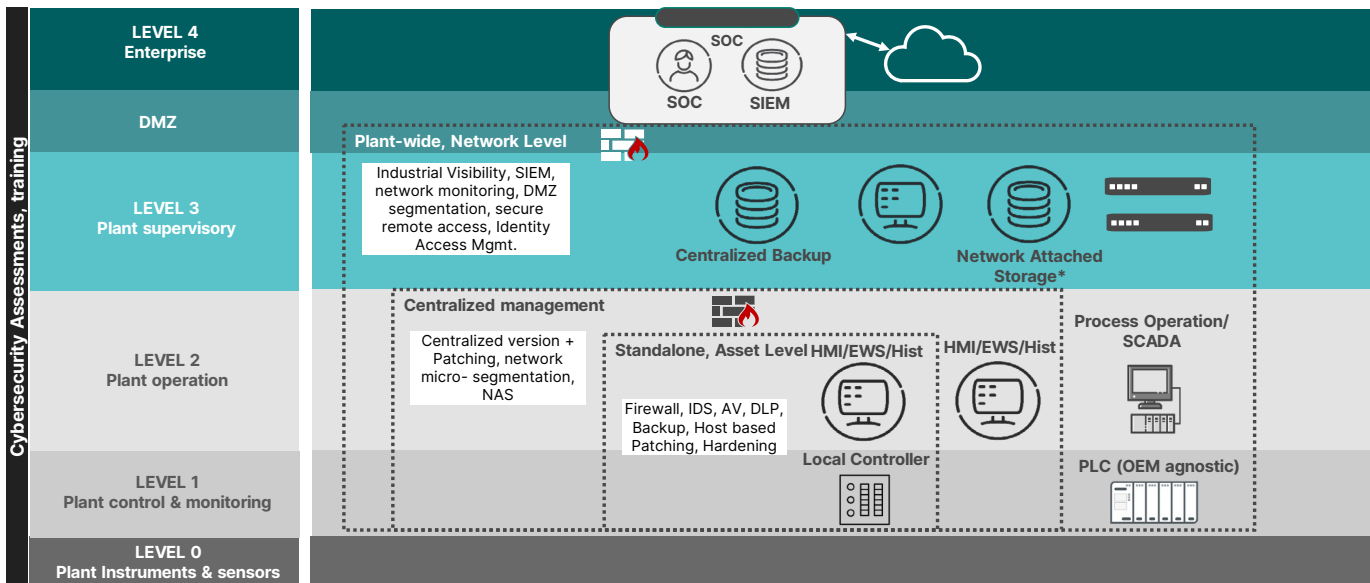 Cybersecurity Assessments, training
LEVEL 4
Enterprise
DMZ
LEVEL 3
Plant supervisory
LEVEL 2
Plant operation
LEVEL 1
Plant control & monitoring
LEVEL 0
Plant Instruments & sensors
SOC
SOC
SIEM
Plant-wide, Network Level
Industrial Visibility, SIEM,
network monitoring, DMZ
segmentation, secure
remote access, Identity
Access Mgmt.
Centralized Backup
Network Attached
Storage*
Centralized management
Centralized version +
Patching, network
micro- segmentation,
NAS
Standalone, Asset Level
HMI/EWS/Hist
Firewall, IDS, AV, DLP,
Backup, Host based
Patching, Hardening
Local Controller
HMI/EWS/Hist
Process Operation/
SCADA
PLC (OEM agnostic)